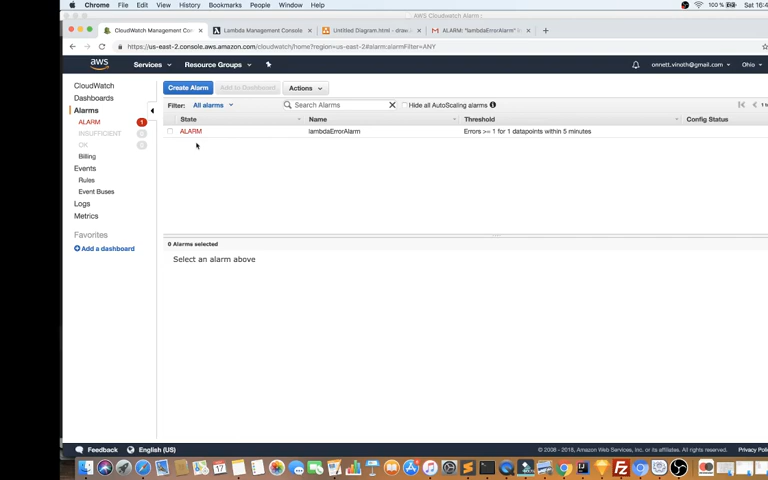 Chrome File Edit View History Bookmarks People Window Help 100 % Sat 16:4
AWS Cloudwatch Alarm :
CloudWatch Management Con × Lambda Management Console × Untitled Diagram.html - draw. × ALARM: "lambdaErrorAlarm" in ×
https://us-east-2.console.aws.amazon.com/cloudwatch/home?region=us-east-2#alarm:alarmFilter=ANY
aws Services Resource Groups onnett.vinoth@gmail.com Ohio
CloudWatch
Dashboards
Alarms
ALARM 1
INSUFFICIENT 0
OK 0
Billing
Events
Rules
Event Buses
Logs
Metrics
Favorites
Add a dashboard
Create Alarm Add to Dashboard Actions
Filter: All alarms Search Alarms Hide all AutoScaling alarms 1 to
State Name Threshold Config Status
ALARM lambdaErrorAlarm Errors >= 1 for 1 datapoints within 5 minutes
0 Alarms selected
Select an alarm above
Feedback English (US) © 2008 - 2018, Amazon Web Services, Inc. or its affiliates. All rights reserved. Privacy Poli